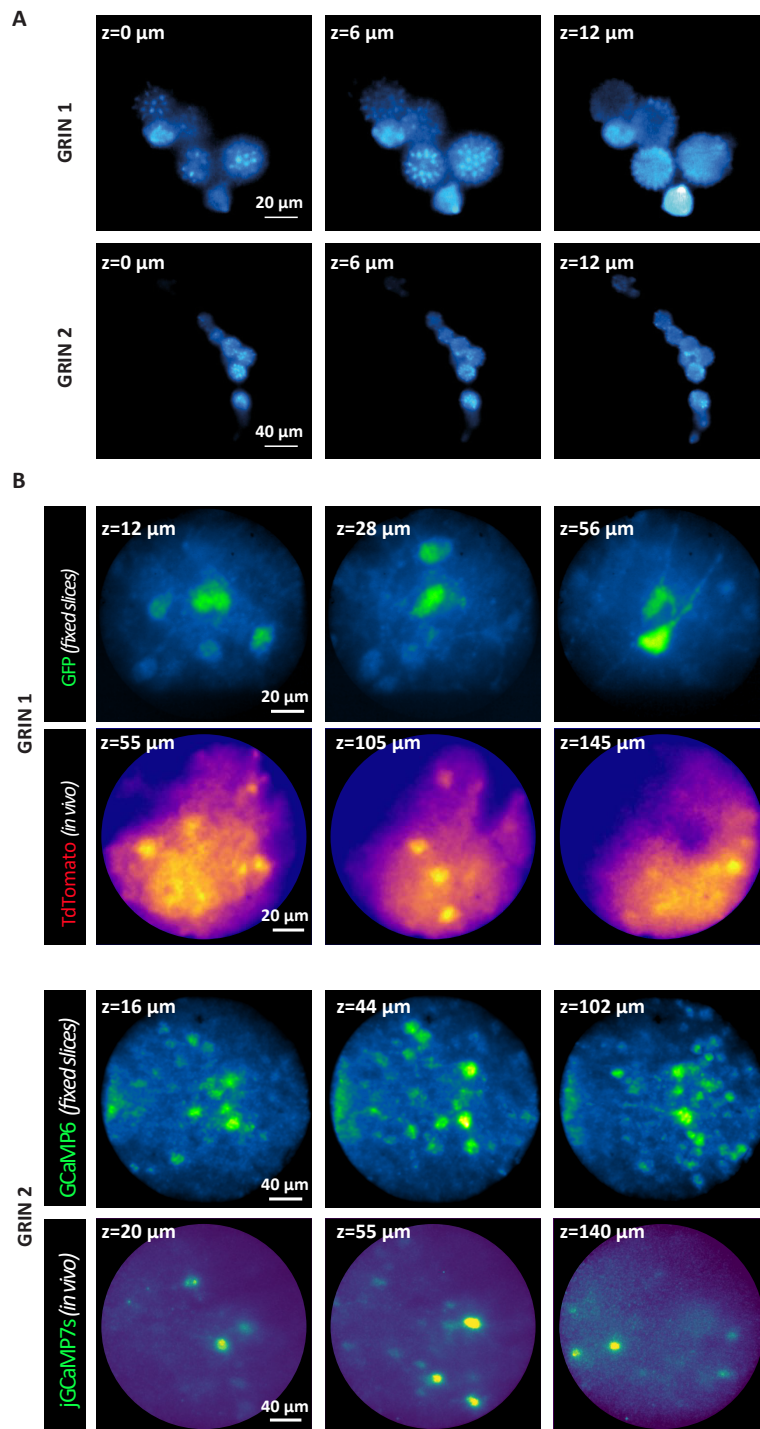 A
GRIN 1
z=0 µm
z=6 µm
z=12 µm
20 µm
GRIN 2
z=0 µm
z=6 µm
z=12 µm
40 µm
B
GRIN 1
GFP (fixed slices)
z=12 µm
z=28 µm
z=56 µm
20 µm
TdTomato (in vivo)
z=55 µm
z=105 µm
z=145 µm
20 µm
GRIN 2
GCaMP6 (fixed slices)
z=16 µm
z=44 µm
z=102 µm
40 µm
jGCaMP7s (in vivo)
z=20 µm
z=55 µm
z=140 µm
40 µm